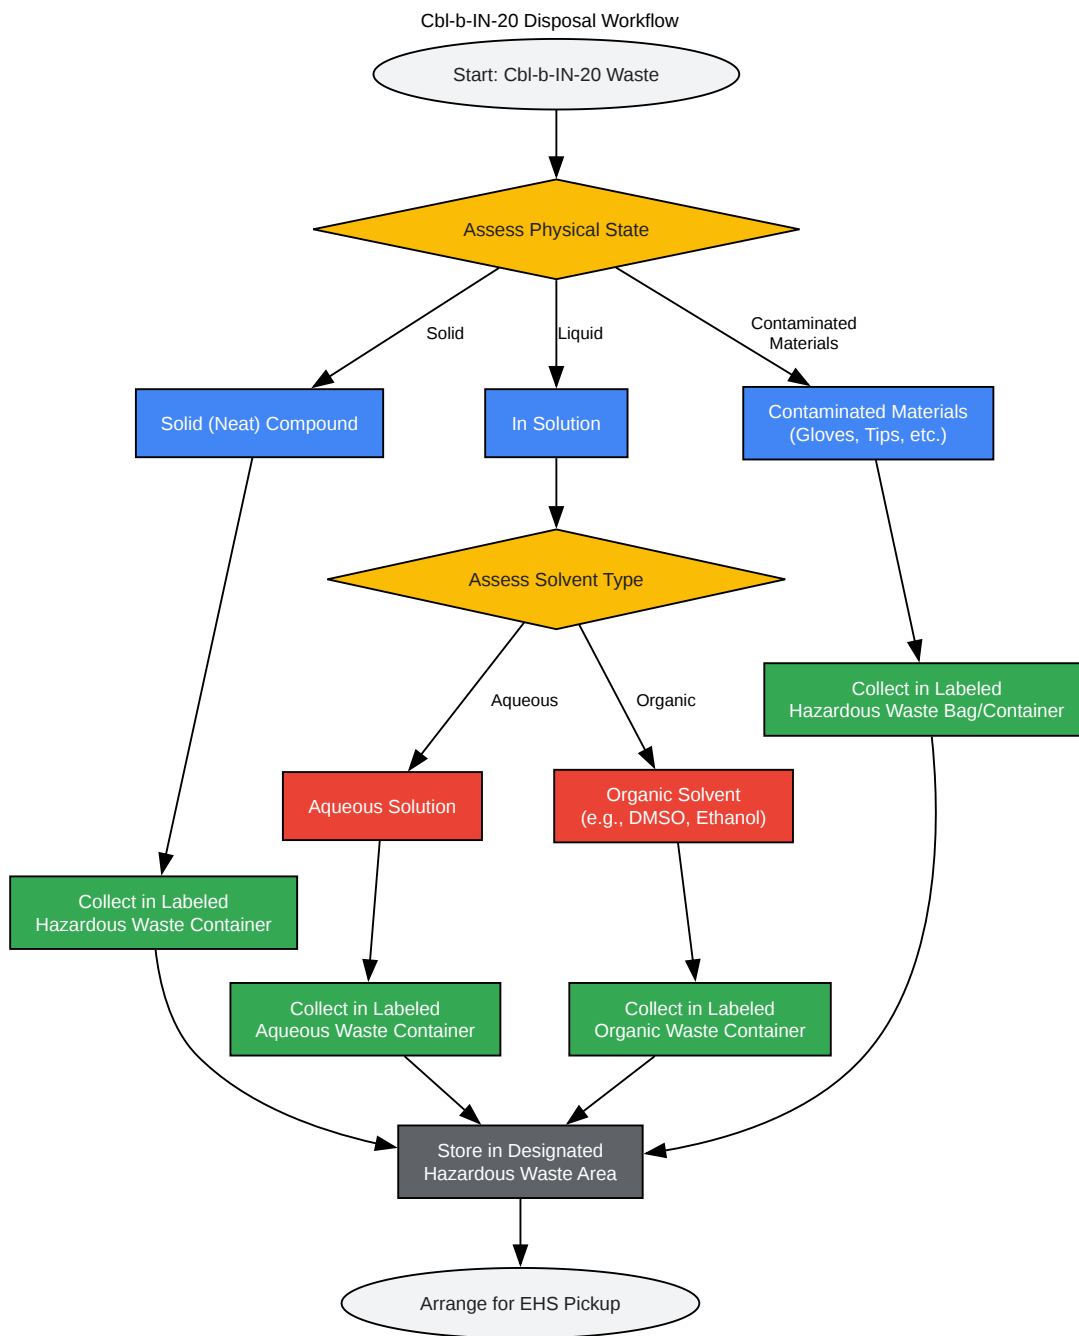 Cbl-b-IN-20 Disposal Workflow
Start: Cbl-b-IN-20 Waste
Assess Physical State
Solid
Liquid
Contaminated
Materials
Solid (Neat) Compound
In Solution
Contaminated Materials
(Gloves, Tips, etc.)
Assess Solvent Type
Aqueous
Organic
Collect in Labeled
Hazardous Waste Bag/Container
Aqueous Solution
Organic Solvent
(e.g., DMSO, Ethanol)
Collect in Labeled
Hazardous Waste Container
Collect in Labeled
Aqueous Waste Container
Collect in Labeled
Organic Waste Container
Store in Designated
Hazardous Waste Area
Arrange for EHS Pickup